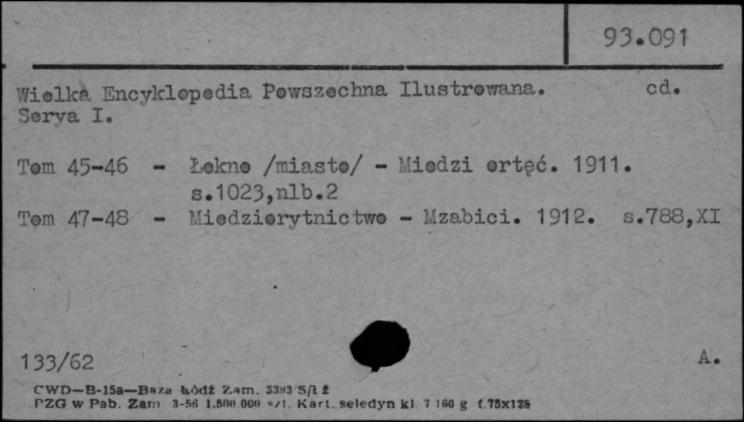 93.091
Wielka Encyklopedia Powszechna Ilustrowana. cd.
Serya I.
Tom 45-46 - Łekno /miasto/ - Miedzi ortęć. 1911.
s.1023,nlb.2
Tom 47-48 - Miedziorytnictwo - Mzabici. 1912. s.788,XI
133/62 A.
CWD—B-15a—Baza Łódź Zam. 3393/S/Ł Ż
PZG w Pab. Zam 3-56 1.500.000 Kart. seledyn kl 7 160 g f.75x125